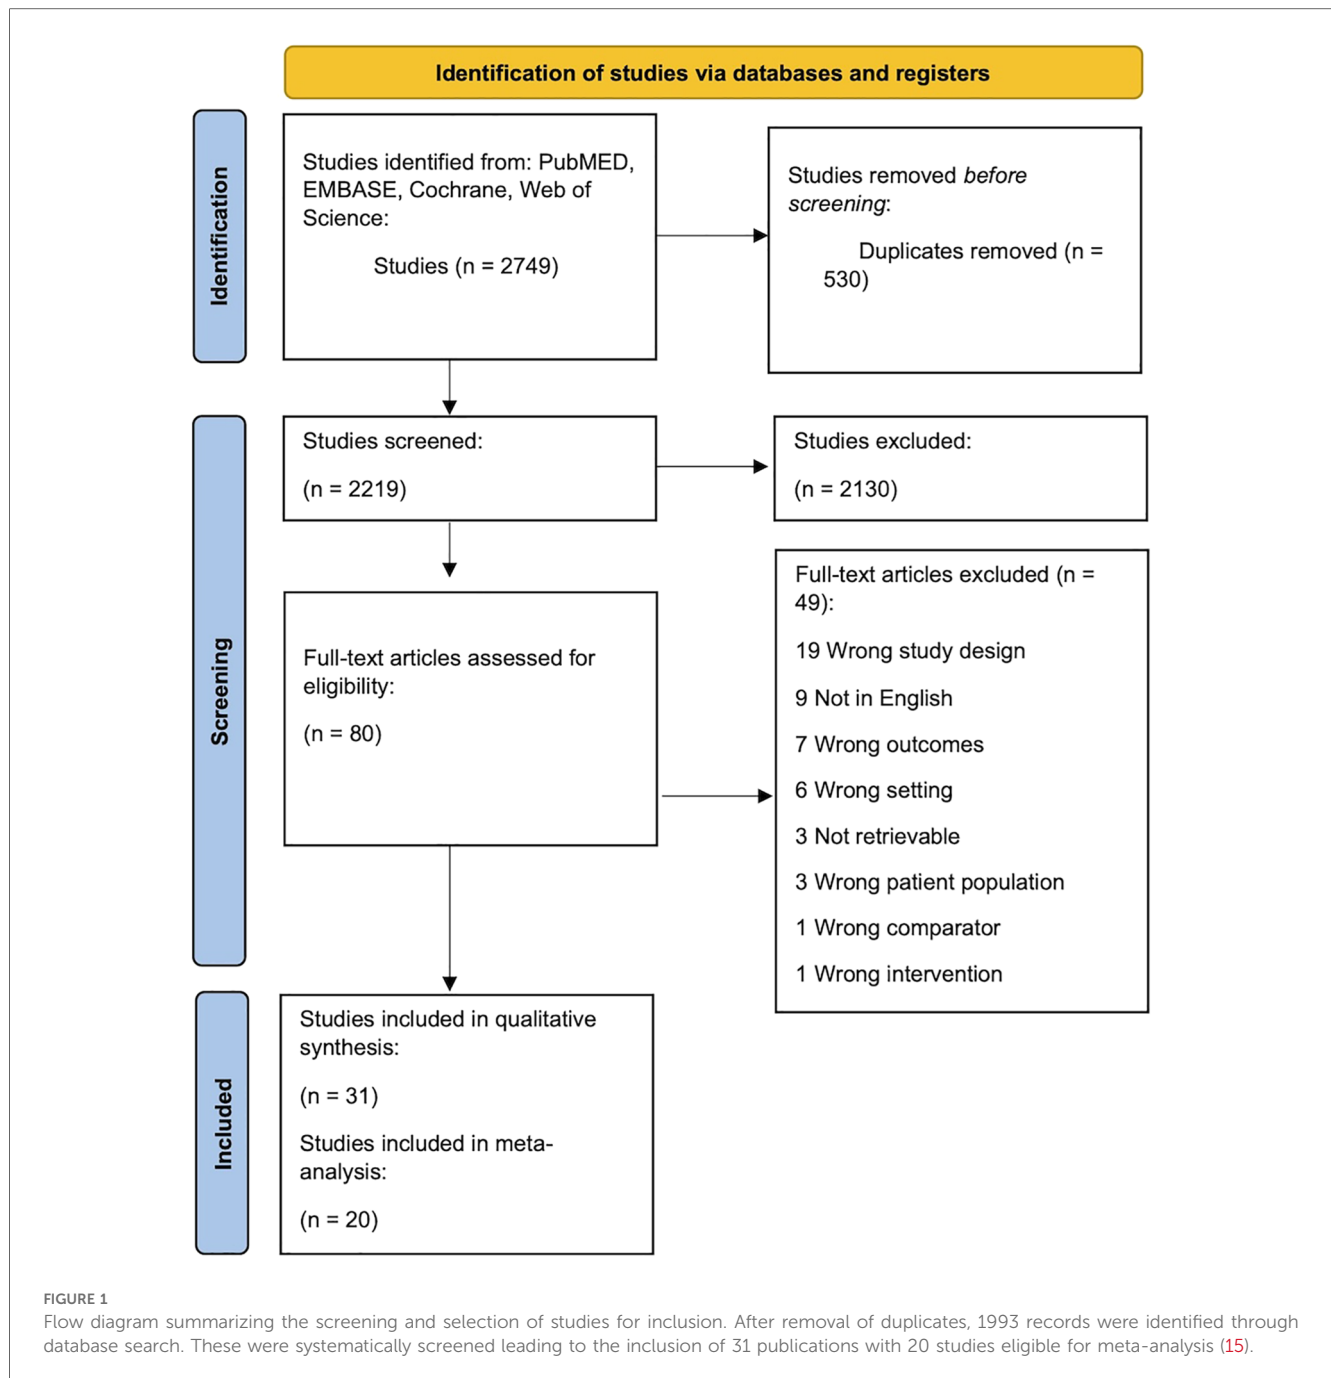 Identification of studies via databases and registers
Identification
Studies identified from: PubMED,
EMBASE, Cochrane, Web of
Science:
Studies (n = 2749)
Studies removed before
screening:
Duplicates removed (n =
530)
Screening
Studies screened:
(n = 2219)
Studies excluded:
(n = 2130)
Full-text articles assessed for
eligibility:
(n = 80)
Full-text articles excluded (n =
49):
19 Wrong study design
9 Not in English
7 Wrong outcomes
6 Wrong setting
3 Not retrievable
3 Wrong patient population
1 Wrong comparator
1 Wrong intervention
Included
Studies included in qualitative
synthesis:
(n = 31)
Studies included in meta-
analysis:
(n = 20)
FIGURE 1
Flow diagram summarizing the screening and selection of studies for inclusion. After removal of duplicates, 1993 records were identified through
database search. These were systematically screened leading to the inclusion of 31 publications with 20 studies eligible for meta-analysis (15).